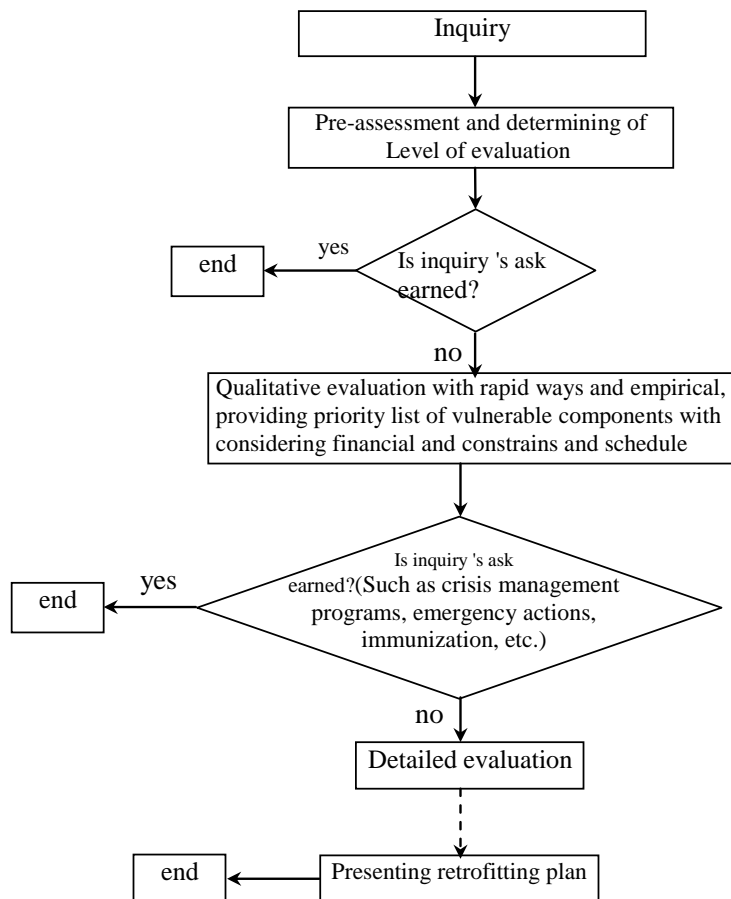 Inquiry
Pre-assessment and determining of
Level of evaluation
yes
end
Is inquiry 's ask
earned?
no
Qualitative evaluation with rapid ways and empirical,
providing priority list of vulnerable components with
considering financial and constrains and schedule
yes
end
Is inquiry 's ask
earned?(Such as crisis management
programs, emergency actions,
immunization, etc.)
no
Detailed evaluation
end
Presenting retrofitting plan